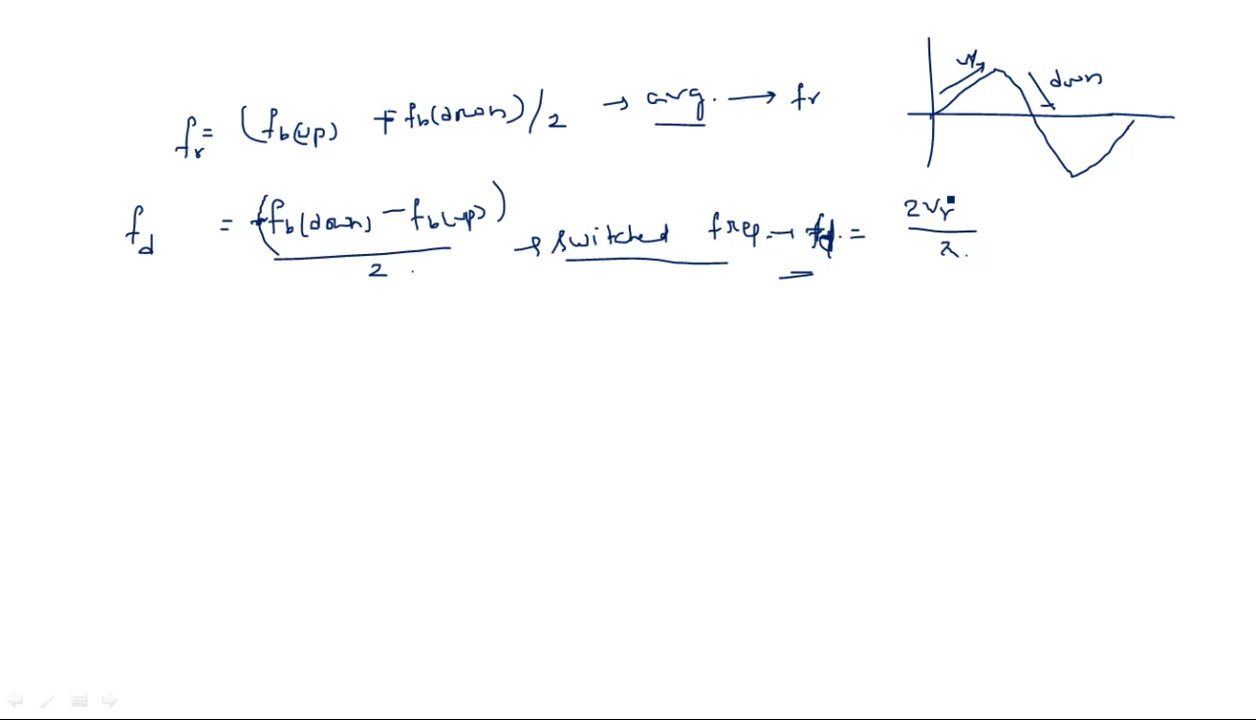 up
down
fr = (fb(up) + fb(down))/2 → avg. → fr
fd = (fb(down) - fb(up))/2 → switched freq. → fd. = 2Vr/λ.